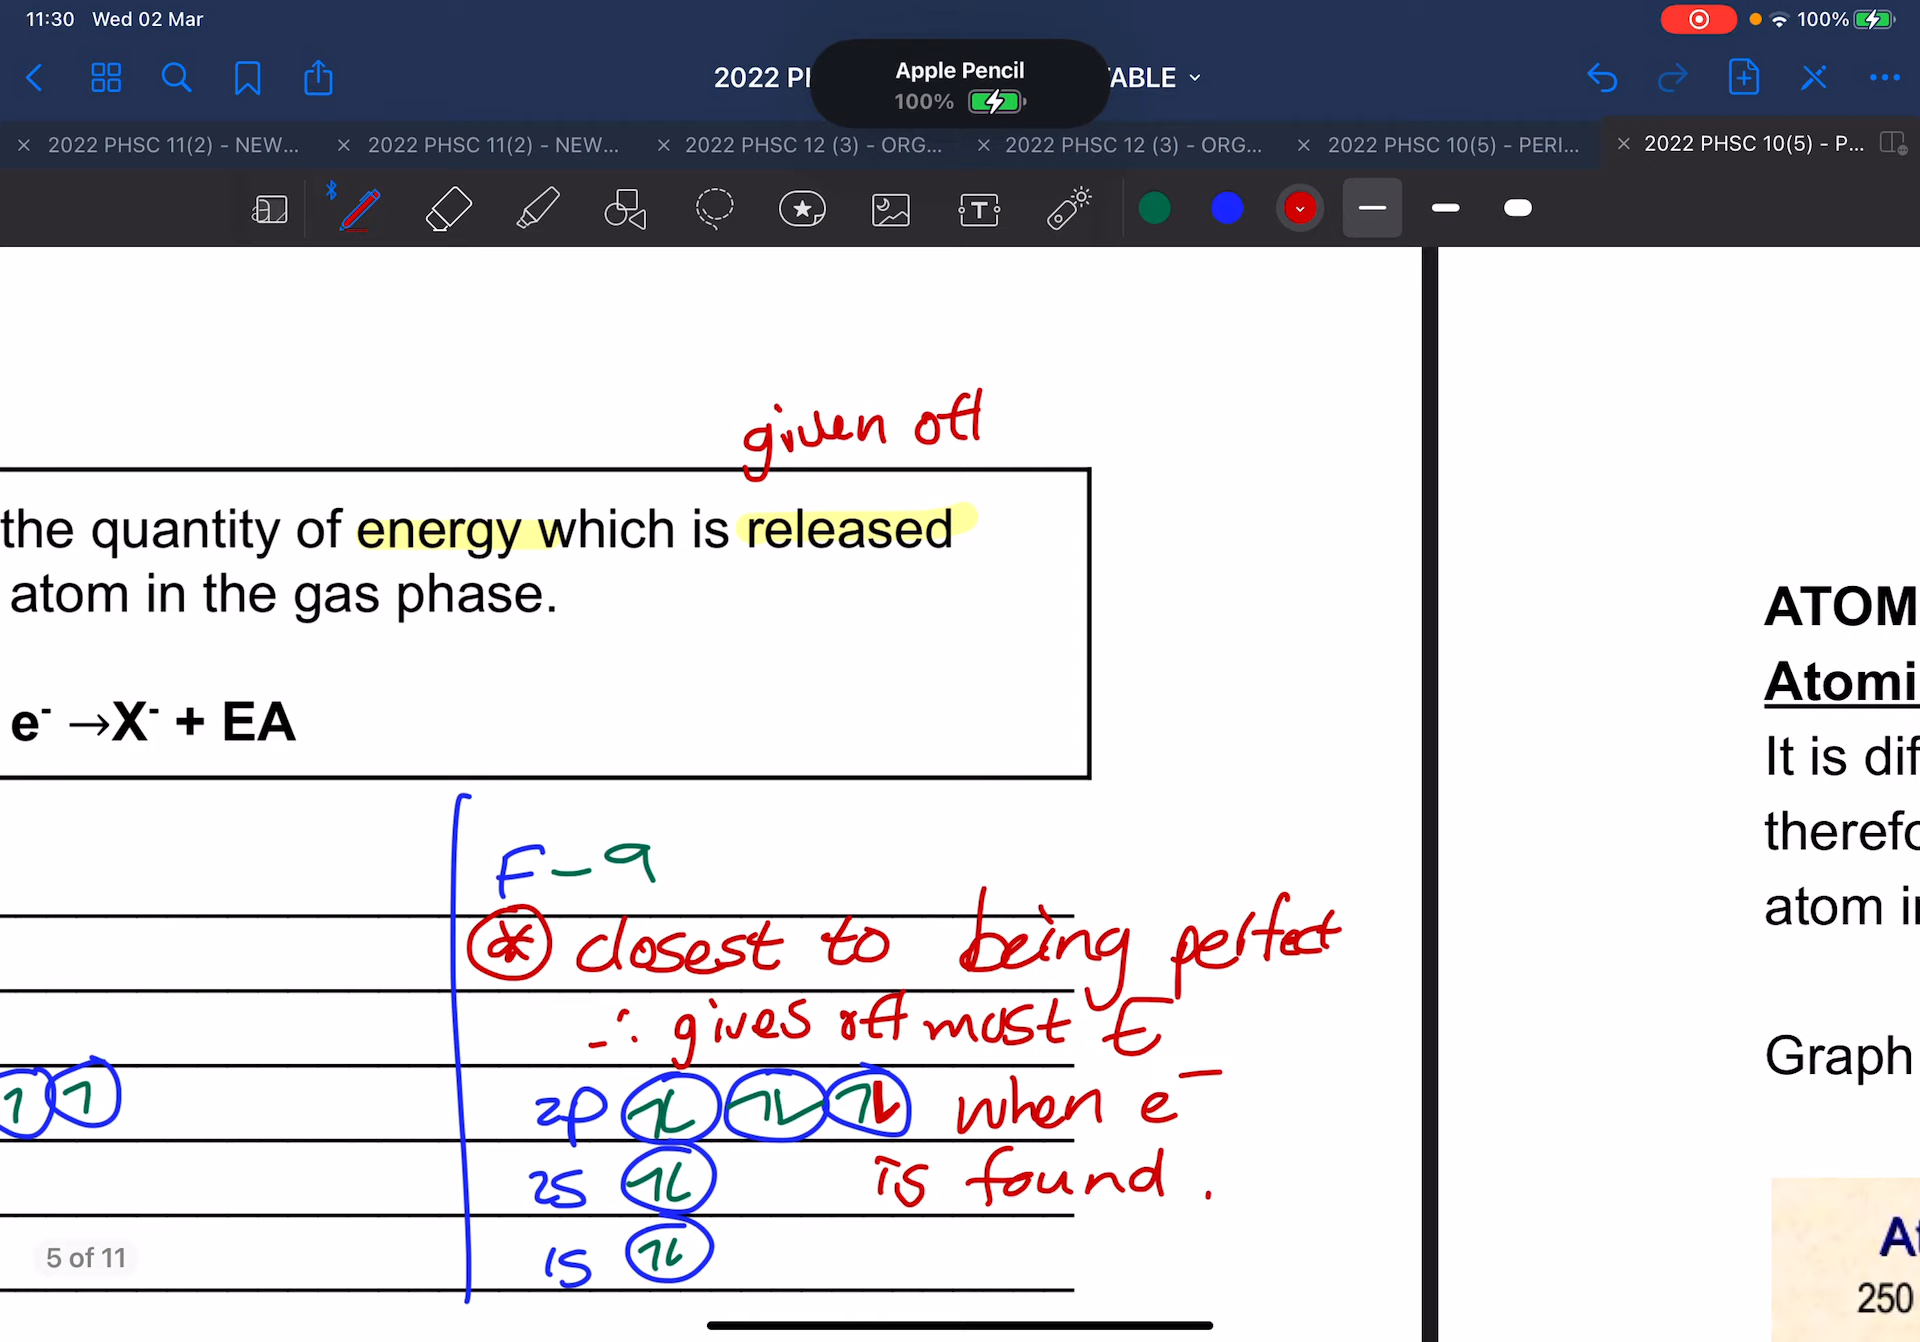 11:30 Wed 02 Mar
100%
2022 PI
Apple Pencil
100%
ABLE
2022 PHSC 11(2) - NEW...
2022 PHSC 11(2) - NEW...
2022 PHSC 12 (3) - ORG...
2022 PHSC 12 (3) - ORG...
2022 PHSC 10(5) - PERI...
2022 PHSC 10(5) - P...
given off
the quantity of energy which is released
atom in the gas phase.
e⁻ →X⁻ + EA
F - 9
* closest to being perfect
∴ gives off most E
2p ↿⇂ ↿⇂ ↿⇂ when e⁻
2s ↿⇂ is found.
1s ↿⇂
1 1
5 of 11
ATOM
Atomi
It is dif
therefo
atom in
Graph
At
250